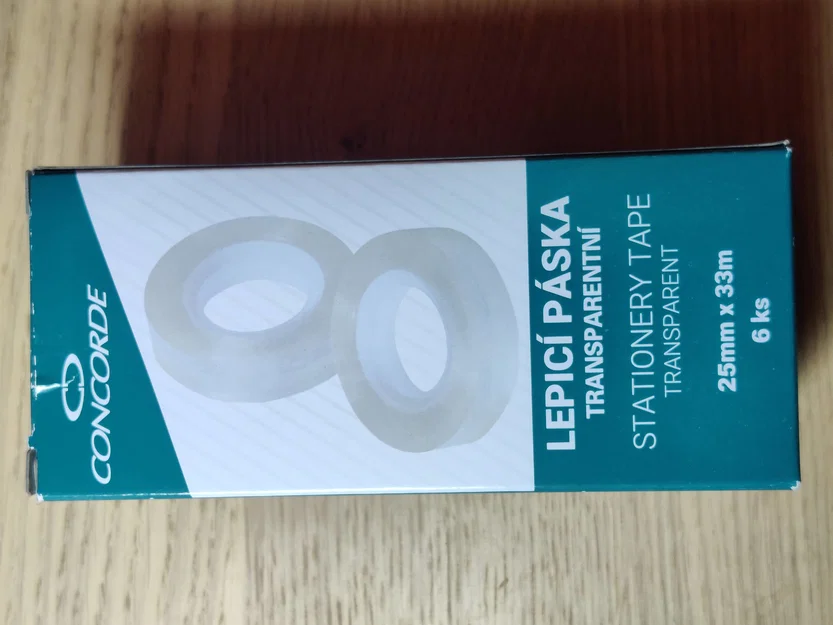 CONCORDE
LEPICÍ PÁSKA
TRANSPARENTNÍ
STATIONERY TAPE
TRANSPARENT
25mm x 33m
6 ks